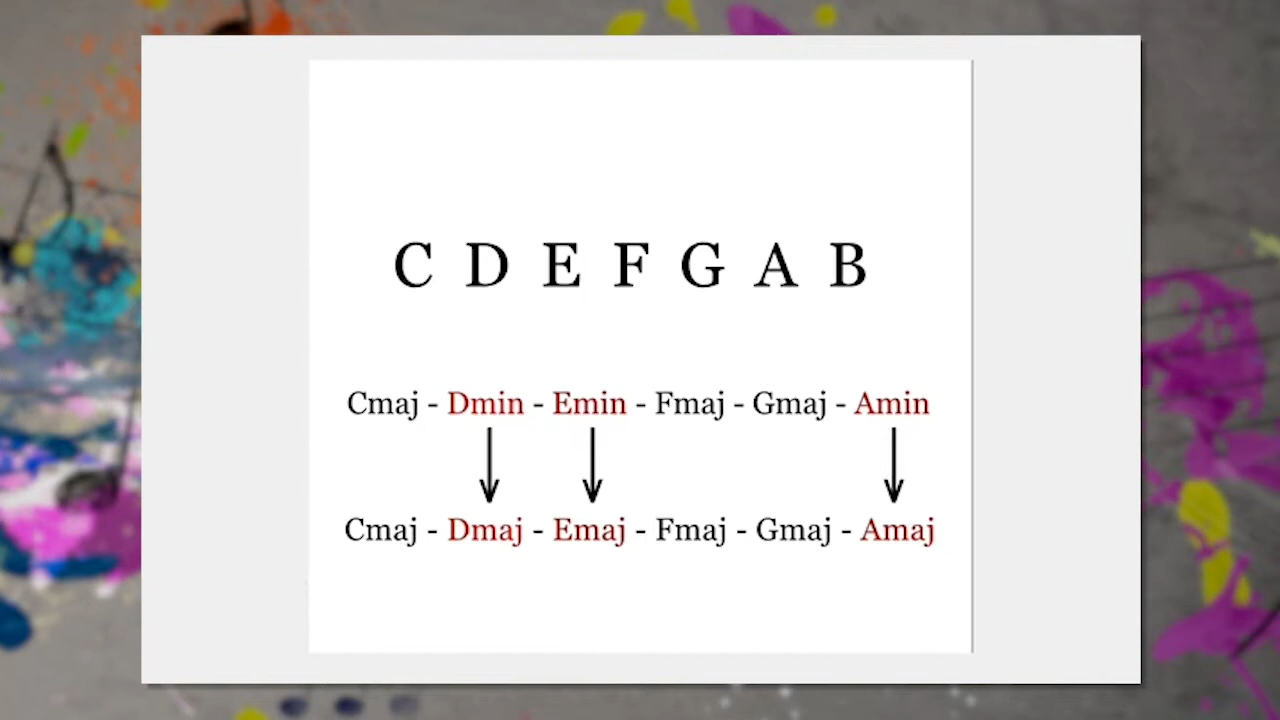 C D E F G A B
Cmaj - Dmin - Emin - Fmaj - Gmaj - Amin
Cmaj - Dmaj - Emaj - Fmaj - Gmaj - Amaj